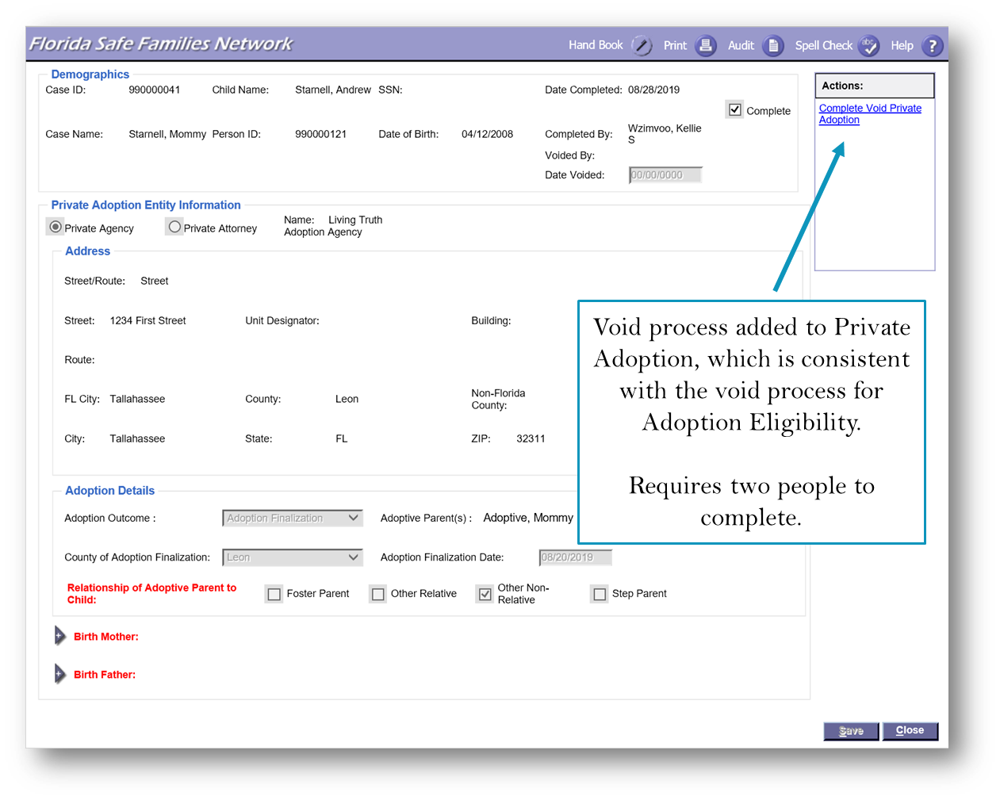 Florida Safe Families Network
Hand Book Print Audit Spell Check abc Help ?
Demographics
Case ID: 990000041 Child Name: Starnell, Andrew SSN: Date Completed: 08/28/2019
Complete
Case Name: Starnell, Mommy Person ID: 990000121 Date of Birth: 04/12/2008 Completed By: Wzimvoo, Kellie
S
Voided By:
Date Voided: 00/00/0000
Actions:
Complete Void Private
Adoption
Private Adoption Entity Information
Private Agency Private Attorney Name: Living Truth
Adoption Agency
Address
Street/Route: Street
Street: 1234 First Street Unit Designator: Building:
Route:
FL City: Tallahassee County: Leon Non-Florida
County:
City: Tallahassee State: FL ZIP: 32311
Void process added to Private
Adoption, which is consistent
with the void process for
Adoption Eligibility.
Requires two people to
complete.
Adoption Details
Adoption Outcome : Adoption Finalization Adoptive Parent(s) : Adoptive, Mommy
County of Adoption Finalization: Leon Adoption Finalization Date: 08/20/2019
Relationship of Adoptive Parent to
Child:
Foster Parent Other Relative Other Non-
Relative Step Parent
Birth Mother:
Birth Father:
Save Close